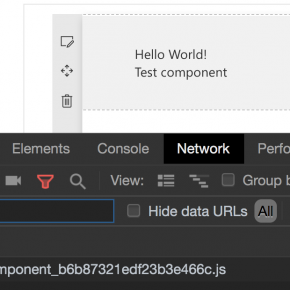 Hello World!
Test component
Elements Console Network Perfo
View: Group b
Hide data URLs All
mponent_b6b87321edf23b3e466c.js